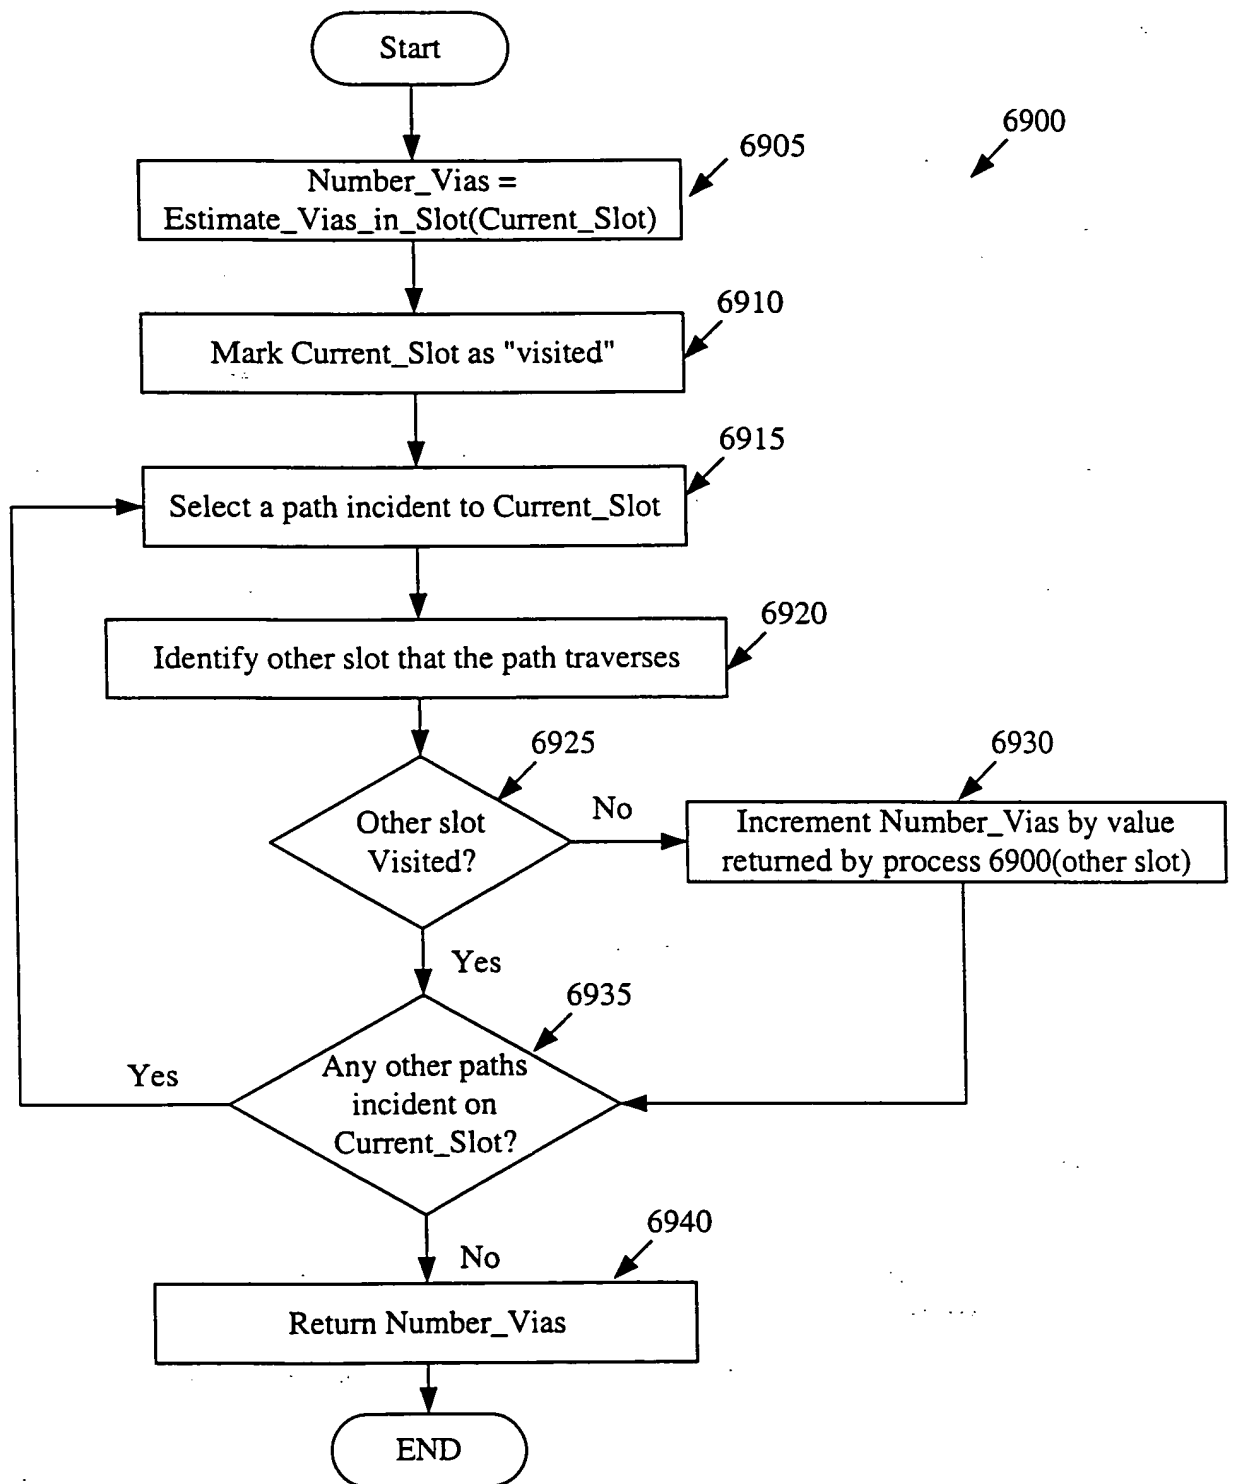 Start
6900
6905
Number_Vias =
Estimate_Vias_in_Slot(Current_Slot)
6910
Mark Current_Slot as "visited"
6915
Select a path incident to Current_Slot
6920
Identify other slot that the path traverses
6925
Other slot
Visited?
No
6930
Increment Number_Vias by value
returned by process 6900(other slot)
Yes
6935
Any other paths
incident on
Current_Slot?
Yes
No
6940
Return Number_Vias
END